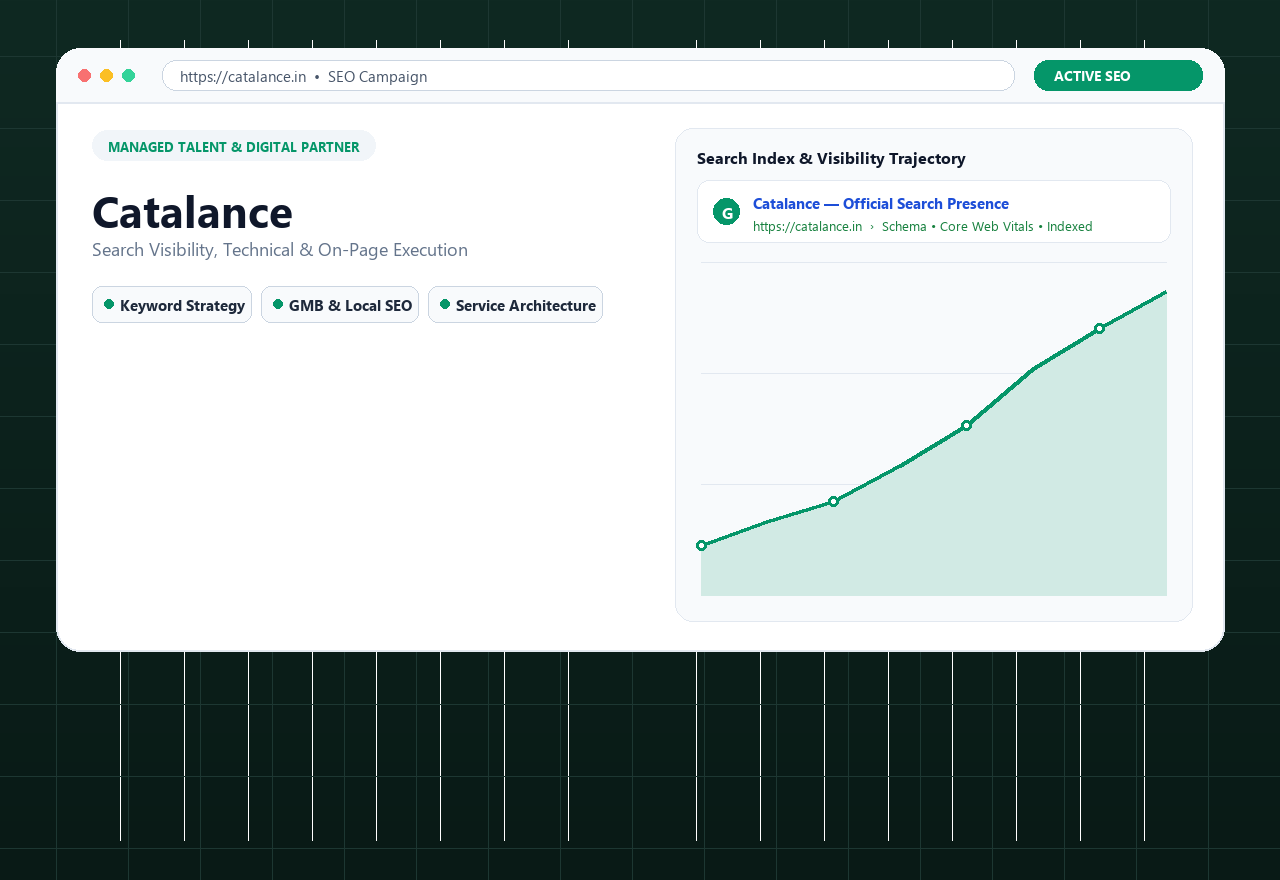 https://catalance.in • SEO Campaign
ACTIVE SEO
MANAGED TALENT & DIGITAL PARTNER
Catalance
Search Visibility, Technical & On-Page Execution
Keyword Strategy
GMB & Local SEO
Service Architecture
Search Index & Visibility Trajectory
G
Catalance — Official Search Presence
https://catalance.in › Schema • Core Web Vitals • Indexed